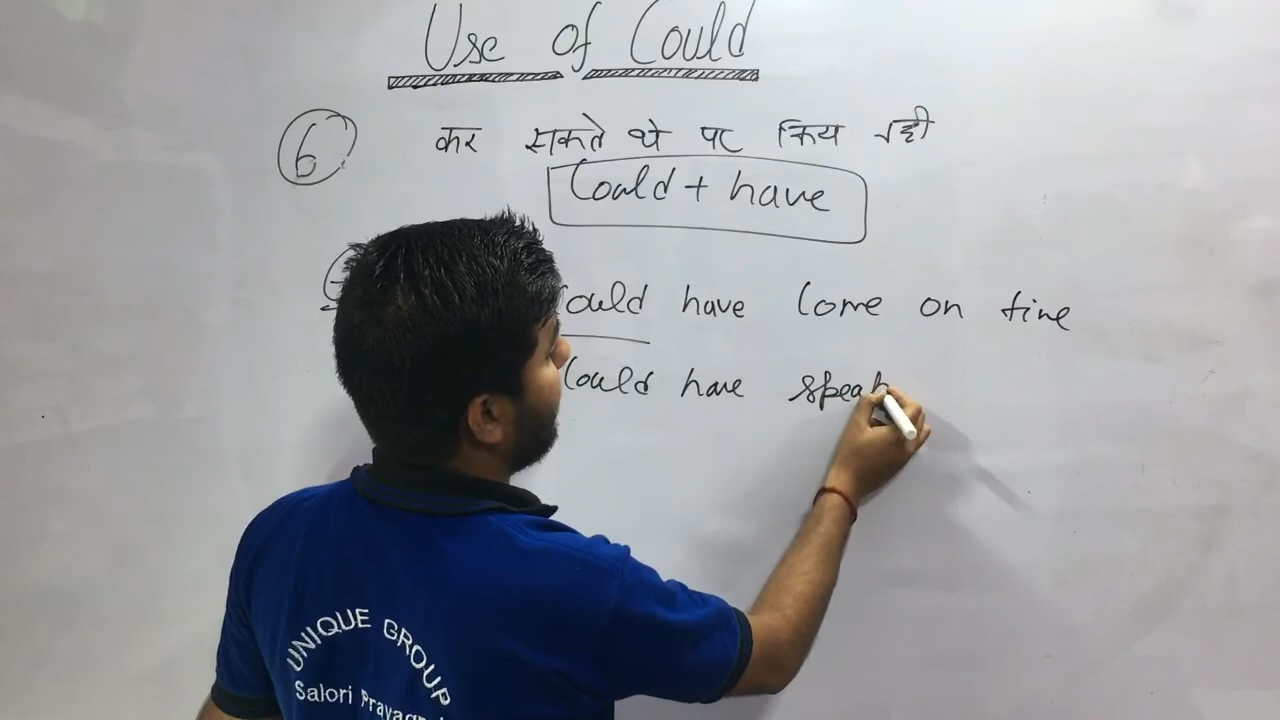 Use of Could
6
कर सकते थे पर किय नही
Could + have
Could have Come on time
Could have speak
UNIQUE GROUP
Salori